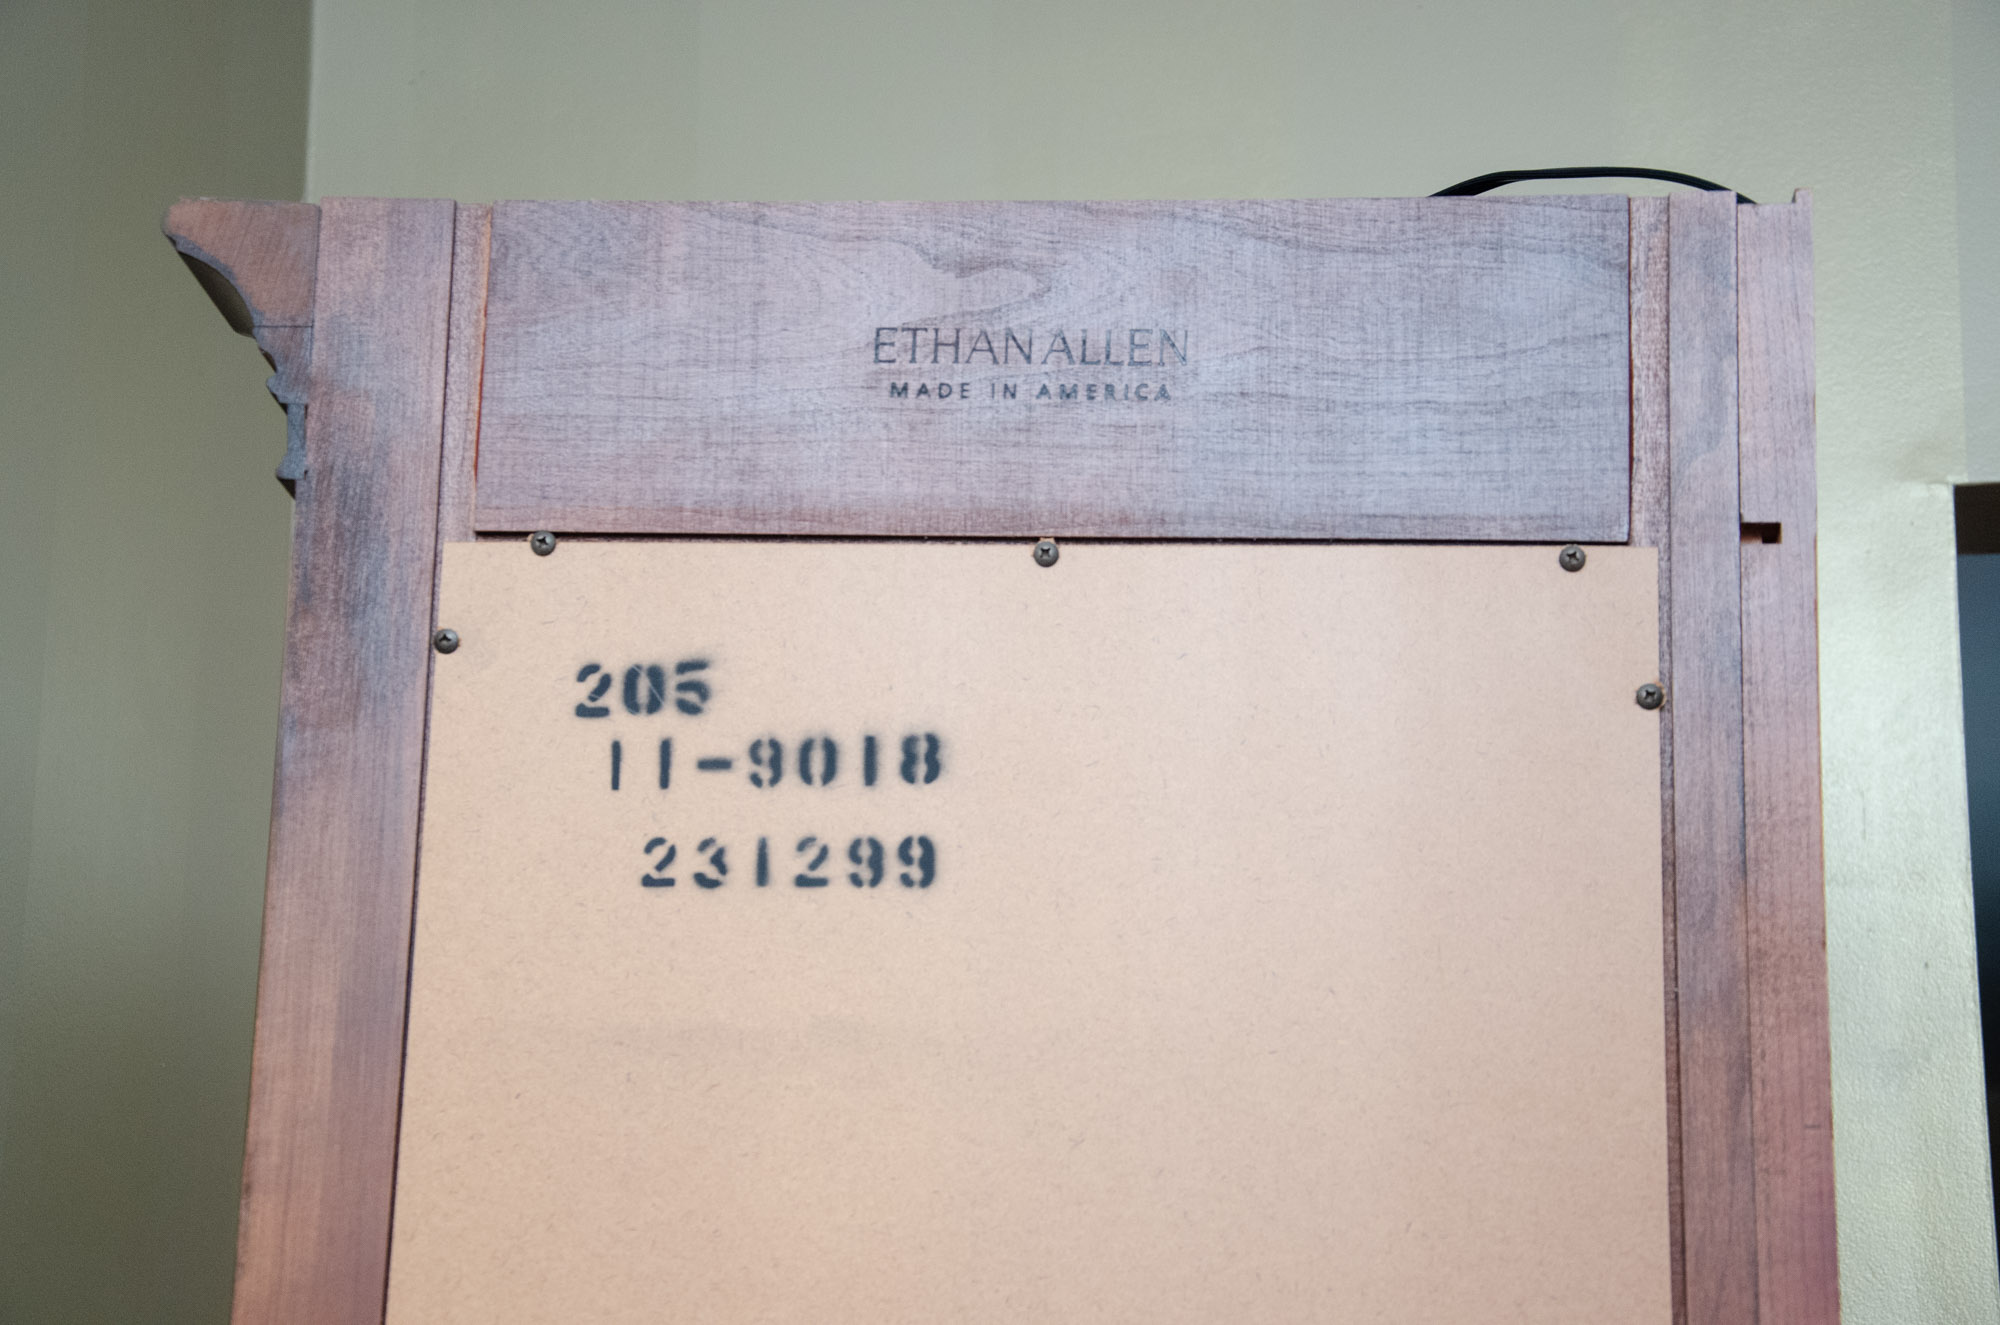 ETHAN ALLEN
MADE IN AMERICA
205
11-9018
231299